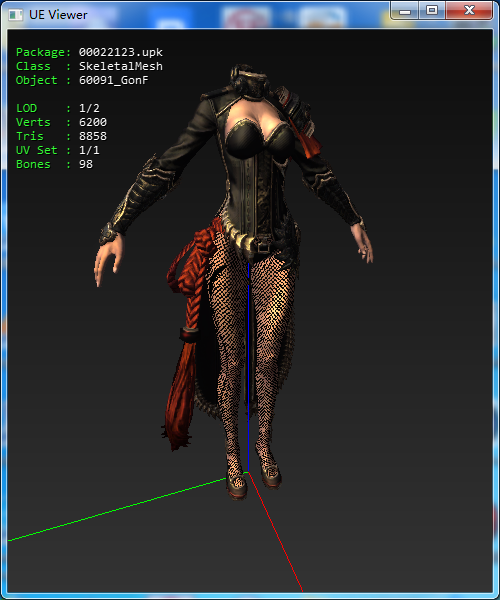 UE Viewer
Package: 00022123.upk
Class : SkeletalMesh
Object : 60091_GonF
LOD : 1/2
Verts : 6200
Tris : 8858
UV Set : 1/1
Bones : 98